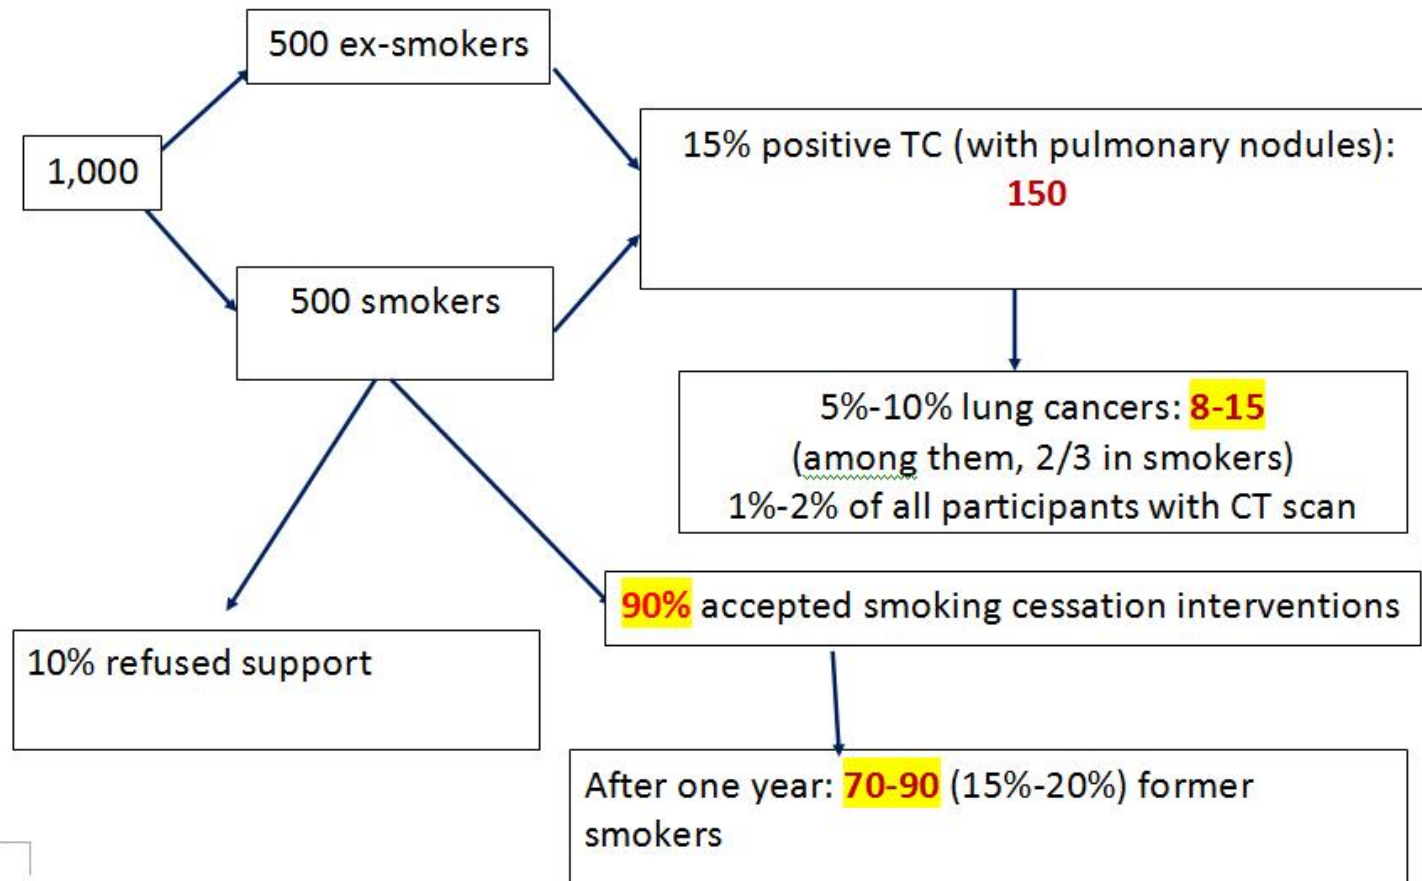 500 ex-smokers
1,000
15% positive TC (with pulmonary nodules):
150
500 smokers
5%-10% lung cancers: 8-15
(among them, 2/3 in smokers)
1%-2% of all participants with CT scan
90% accepted smoking cessation interventions
10% refused support
After one year: 70-90 (15%-20%) former
smokers